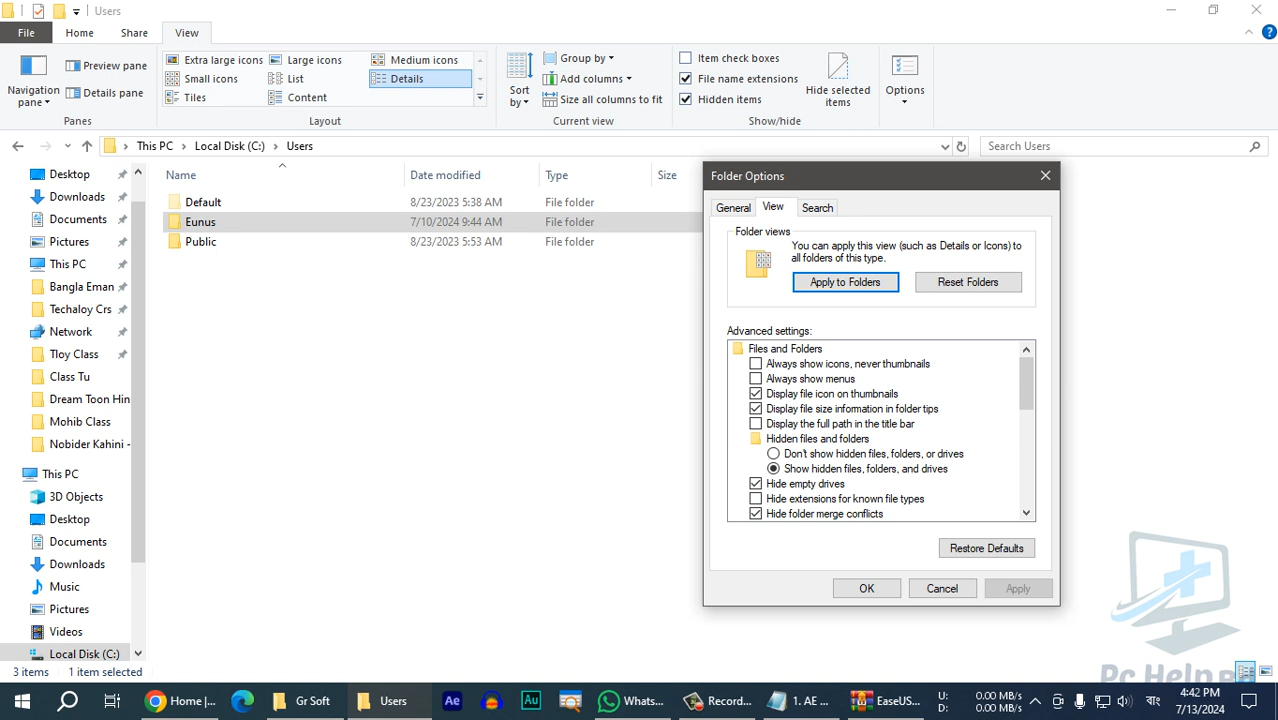 Users
File Home Share View
Preview pane
Details pane
Navigation
pane
Panes
Extra large icons Large icons Medium icons
Small icons List Details
Tiles Content
Layout
Sort
by
Group by
Add columns
Size all columns to fit
Current view
Item check boxes
File name extensions
Hidden items
Hide selected
items
Show/hide
Options
This PC > Local Disk (C:) > Users
Search Users
Name Date modified Type Size
Default 8/23/2023 5:38 AM File folder
Eunus 7/10/2024 9:44 AM File folder
Public 8/23/2023 5:53 AM File folder
Desktop
Downloads
Documents
Pictures
This PC
Bangla Eman
Techaloy Crs
Network
Tloy Class
Class Tu
Dream Toon Hin
Mohib Class
Nobider Kahini -
This PC
3D Objects
Desktop
Documents
Downloads
Music
Pictures
Videos
Local Disk (C:)
3 items 1 item selected
Folder Options
General View Search
Folder views
You can apply this view (such as Details or Icons) to
all folders of this type.
Apply to Folders Reset Folders
Advanced settings:
Files and Folders
Always show icons, never thumbnails
Always show menus
Display file icon on thumbnails
Display file size information in folder tips
Display the full path in the title bar
Hidden files and folders
Don't show hidden files, folders, or drives
Show hidden files, folders, and drives
Hide empty drives
Hide extensions for known file types
Hide folder merge conflicts
Restore Defaults
OK Cancel Apply
Pc Help BD
Home |... Gr Soft Users Ae Au Whats... Record... 1. AE ... EaseUS...
U: 0.00 MB/s
D: 0.00 MB/s
বাং
4:42 PM
7/13/2024